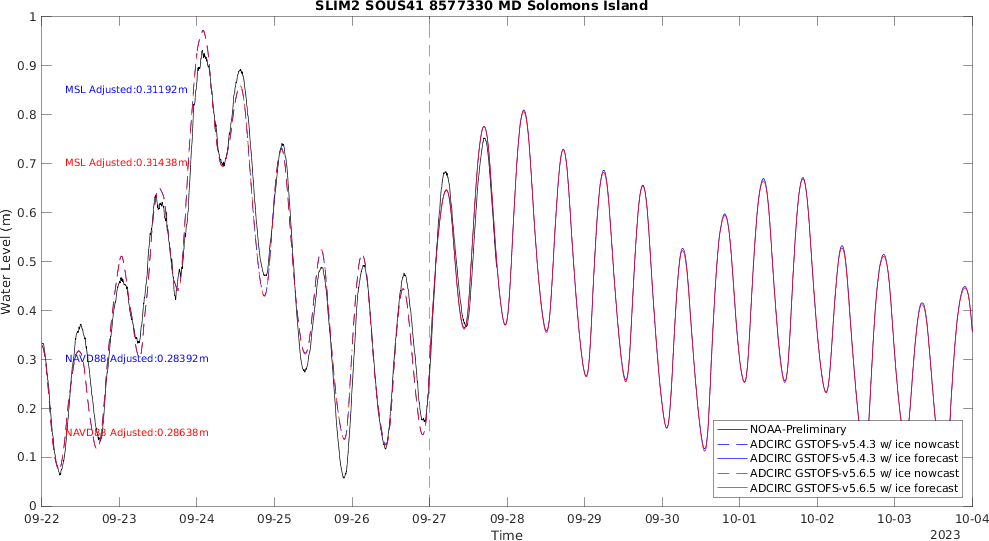 SLIM2 SOUS41 8577330 MD Solomons Island
1
0.9
0.8
0.7
0.6
0.5
0.4
0.3
0.2
0.1
0
Water Level (m)
MSL Adjusted:0.31192m
MSL Adjusted:0.31438m
NAVD88 Adjusted:0.28392m
NAVD88 Adjusted:0.28638m
NOAA-Preliminary
ADCIRC GSTOFS-v5.4.3 w/ ice nowcast
ADCIRC GSTOFS-v5.4.3 w/ ice forecast
ADCIRC GSTOFS-v5.6.5 w/ ice nowcast
ADCIRC GSTOFS-v5.6.5 w/ ice forecast
09-22 09-23 09-24 09-25 09-26 09-27 09-28 09-29 09-30 10-01 10-02 10-03 10-04
Time
2023